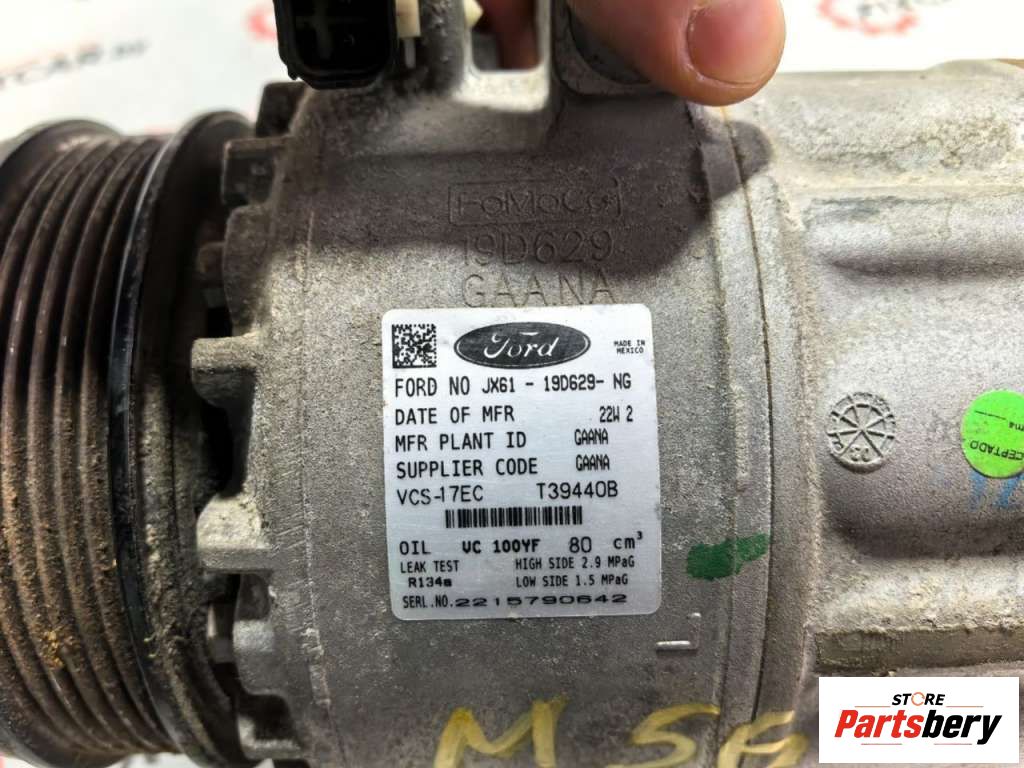 FoMoCo
19D629
GAANA
Ford
MADE IN
MEXICO
FORD NO JX61 - 19D629- NG
DATE OF MFR 22W 2
MFR PLANT ID GAANA
SUPPLIER CODE GAANA
VCS-17EC T39440B
OIL VC 100YF 80 cm³
LEAK TEST HIGH SIDE 2.9 MPaG
R134a LOW SIDE 1.5 MPaG
SERL.NO. 2215790642
CEPTADO
STORE
Partsbery